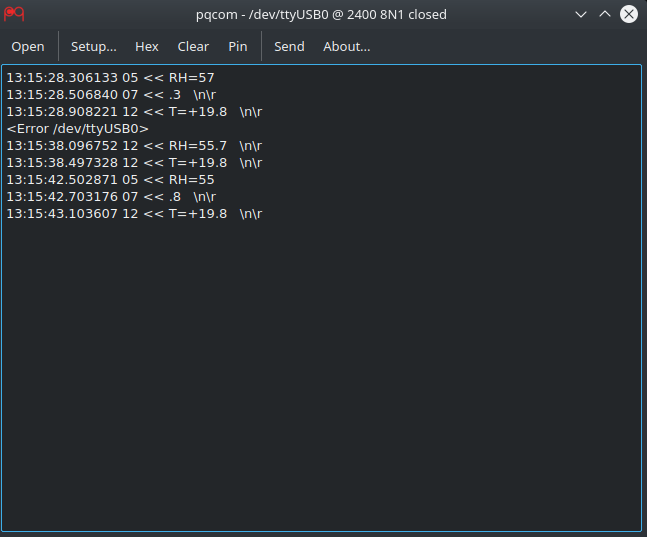 pqcom - /dev/ttyUSB0 @ 2400 8N1 closed
Open Setup... Hex Clear Pin Send About...
13:15:28.306133 05 << RH=57
13:15:28.506840 07 << .3   \n\r
13:15:28.908221 12 << T=+19.8   \n\r
<Error /dev/ttyUSB0>
13:15:38.096752 12 << RH=55.7   \n\r
13:15:38.497328 12 << T=+19.8   \n\r
13:15:42.502871 05 << RH=55
13:15:42.703176 07 << .8   \n\r
13:15:43.103607 12 << T=+19.8   \n\r